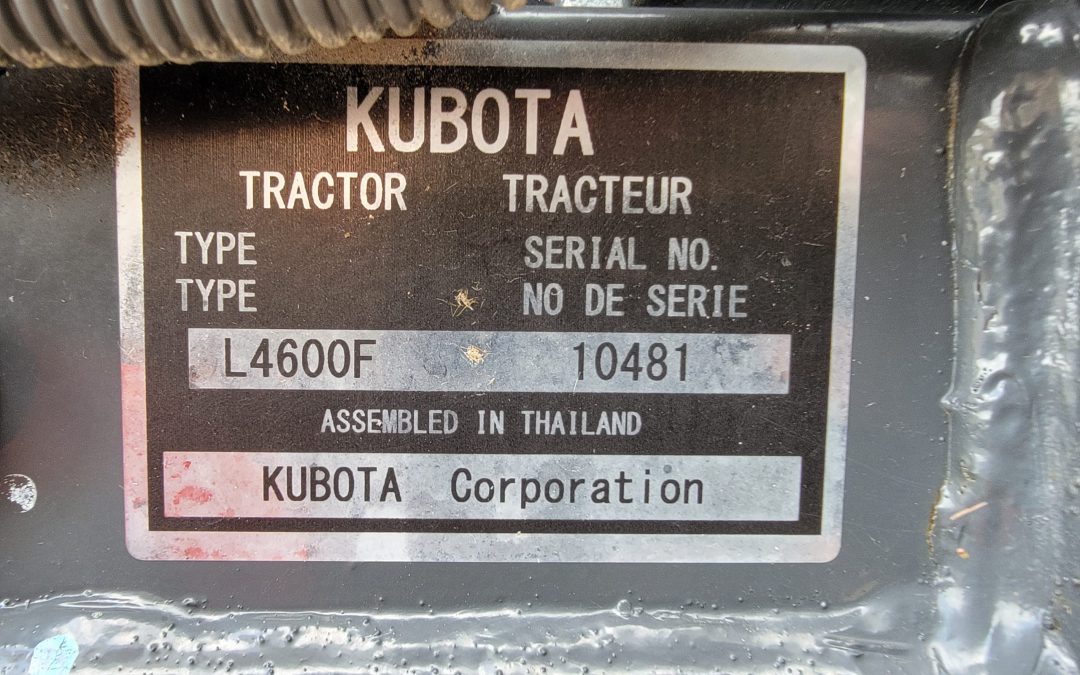 KUBOTA
TRACTOR TRACTEUR
TYPE SERIAL NO.
TYPE NO DE SERIE
L4600F 10481
ASSEMBLED IN THAILAND
KUBOTA Corporation